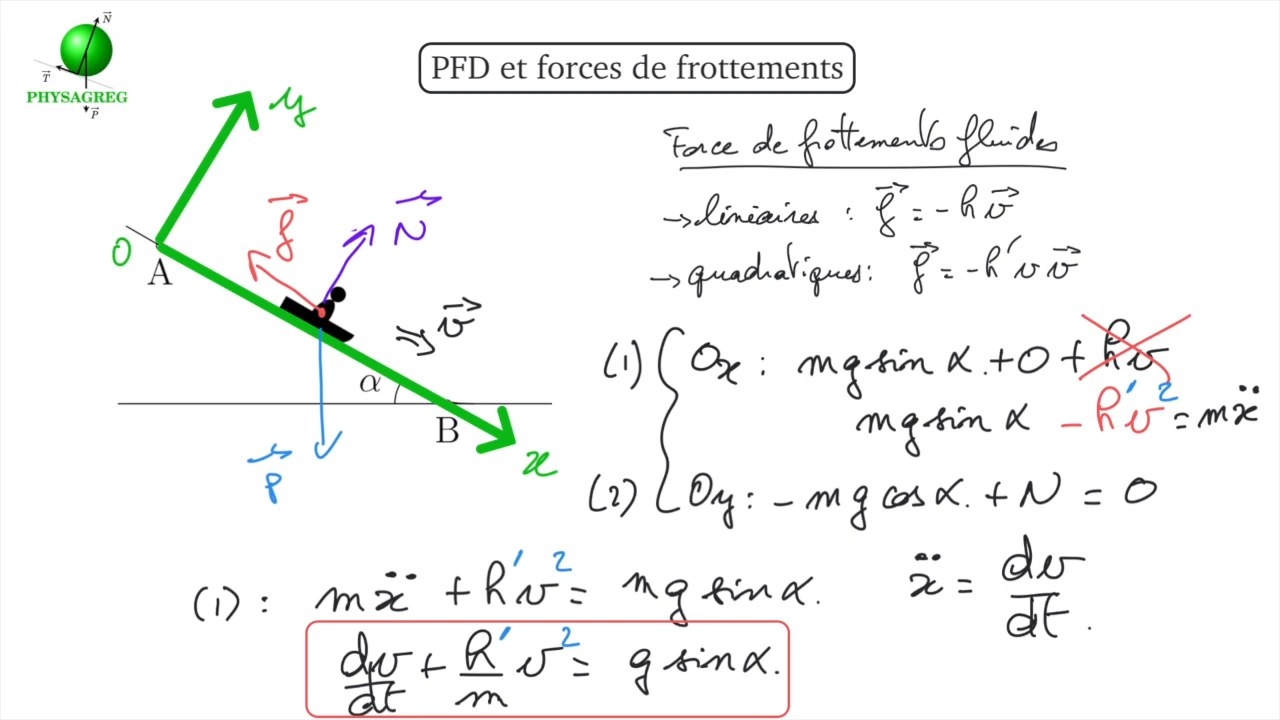 PFD et forces de frottements
N⃗
T⃗
P⃗
PHYSAGREG
y
f⃗
N⃗
O
A
v⃗
α
B
x
P⃗
Force de frottements fluides
→ linéaires : f⃗ = - h v⃗
→ quadratiques : f⃗ = - h' v v⃗
(1) { Ox : mg sin α . + 0 + hv
mg sin α - h'v² = mẍ
(2) Oy : - mg cos α . + N = 0
(1) : mẍ + h'v² = mg sin α .
ẍ = dv/dt .
dv/dt + h'/m v² = g sin α .